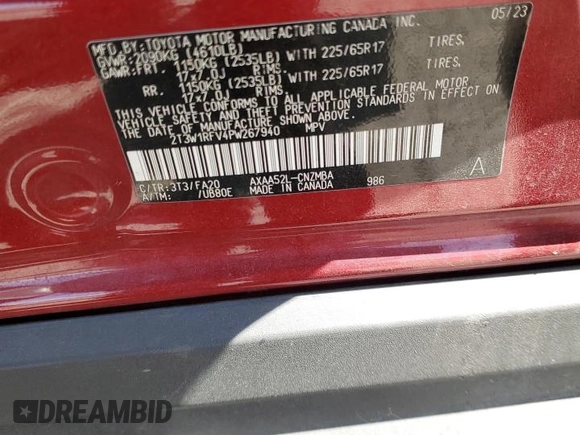 MFD.BY:TOYOTA MOTOR MANUFACTURING CANADA INC. 05/23
GVWR:2090KG (4610LB)
GAWR:FRT. 1150KG (2535LB) WITH 225/65R17 TIRES,
17x7.0J RIMS
RR. 1150KG (2535LB) WITH 225/65R17 TIRES,
17x7.0J RIMS
THIS VEHICLE CONFORMS TO ALL APPLICABLE FEDERAL MOTOR
VEHICLE SAFETY AND THEFT PREVENTION STANDARDS IN EFFECT
ON THE DATE OF MANUFACTURE SHOWN ABOVE.
2T3W1RFV4PW267940 MPV
A
C/TR:3T3/FA20 AXAA52L-CNZMBA 986
A/TM: /UB80E MADE IN CANADA
DREAMBID